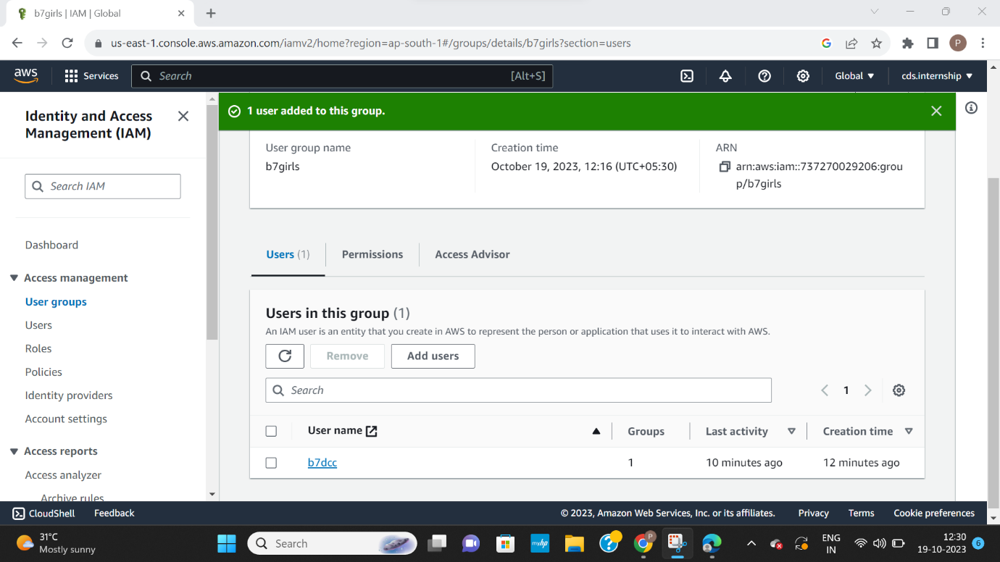 b7girls | IAM | Global
us-east-1.console.aws.amazon.com/iamv2/home?region=ap-south-1#/groups/details/b7girls?section=users
P
aws
Services
Search
[Alt+S]
Global
cds.internship
Identity and Access
Management (IAM)
Search IAM
Dashboard
Access management
User groups
Users
Roles
Policies
Identity providers
Account settings
Access reports
Access analyzer
Archive rules
1 user added to this group.
User group name
b7girls
Creation time
October 19, 2023, 12:16 (UTC+05:30)
ARN
arn:aws:iam::737270029206:grou
p/b7girls
Users (1)
Permissions
Access Advisor
Users in this group (1)
An IAM user is an entity that you create in AWS to represent the person or application that uses it to interact with AWS.
Remove
Add users
Search
1
User name
Groups
Last activity
Creation time
b7dcc
1
10 minutes ago
12 minutes ago
CloudShell
Feedback
© 2023, Amazon Web Services, Inc. or its affiliates.
Privacy
Terms
Cookie preferences
31°C
Mostly sunny
Search
myhp
P
ENG
IN
12:30
19-10-2023
6